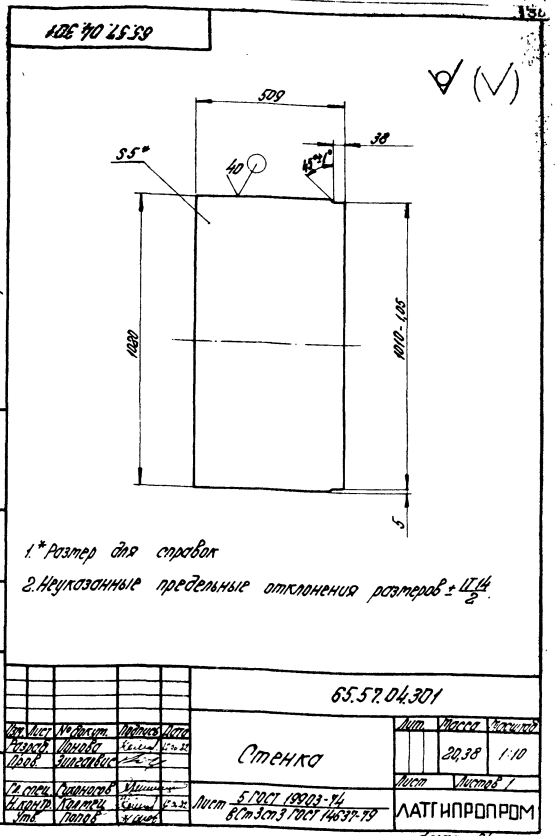 65.57.04.301
509
38
S5*
40
45°±1°
1020
1010-1,05
5
1.* Размер для справок
2. Неуказанные предельные отклонения размеров ± IT14/2.
65.57.04.301
Изм. Лист № докум. Подпись Дата
Разраб.
Пров.
Гл. спец.
Н. контр.
Утв. Попов
Стенка
Лит. Масса Масштаб
20,38 1:10
Лист Листов 1
Лист 5 ГОСТ 19903-74
ВСт3сп3 ГОСТ 14637-79
ЛАТГИПРОПРОМ